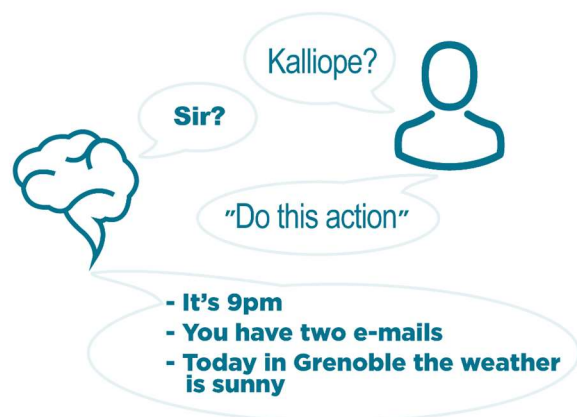 Kalliope?
Sir?
"Do this action"
- It's 9pm
- You have two e-mails
- Today in Grenoble the weather
is sunny